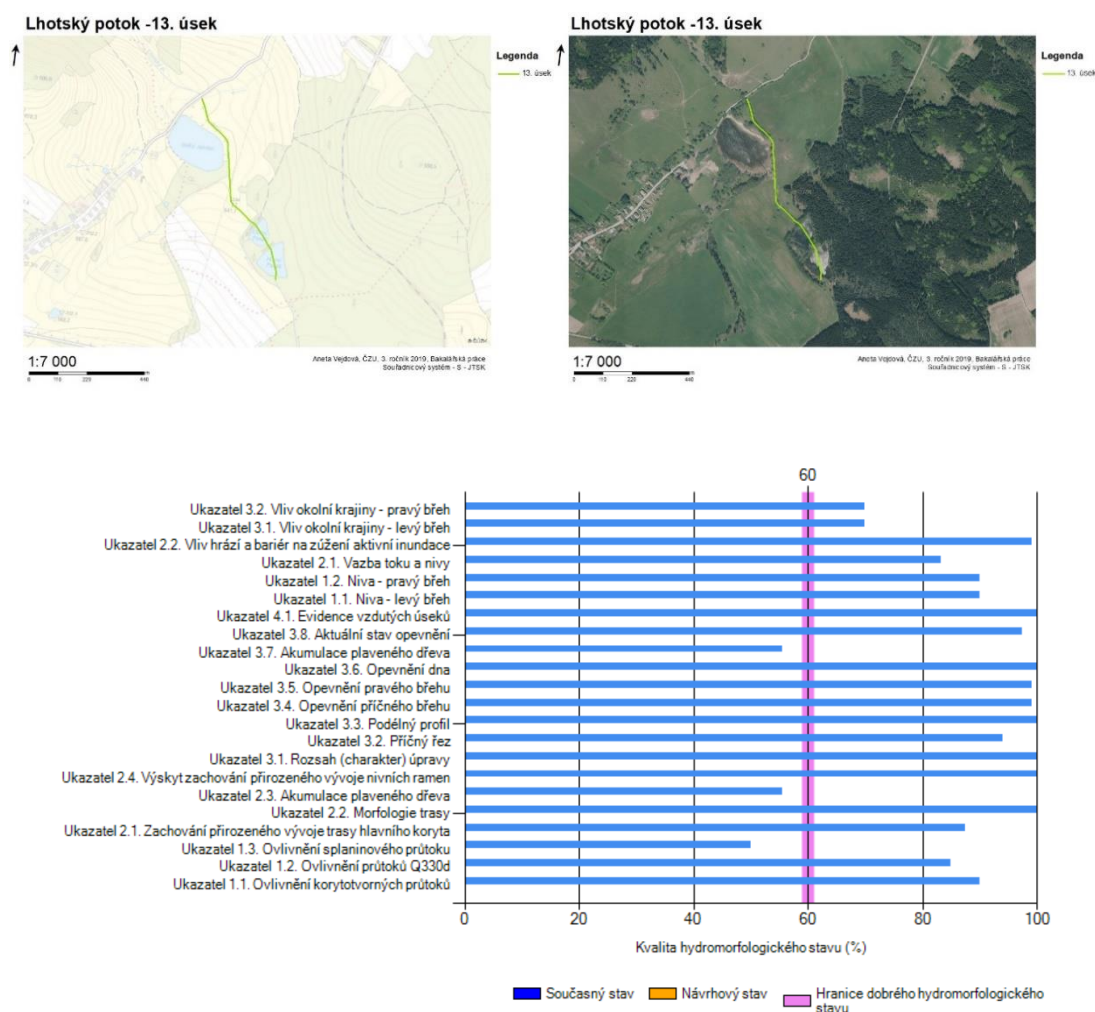 Lhotský potok -13. úsek
Legenda
13. úsek
1:7 000
Aneta Vejdová, ČZU, 3. ročník 2019, Bakalářská práce
Souřadnicový systém - S - JTSK
Lhotský potok -13. úsek
Legenda
13. úsek
1:7 000
Aneta Vejdová, ČZU, 3. ročník 2019, Bakalářská práce
Souřadnicový systém - S - JTSK
60
Ukazatel 3.2. Vliv okolní krajiny - pravý břeh
Ukazatel 3.1. Vliv okolní krajiny - levý břeh
Ukazatel 2.2. Vliv hrází a bariér na zúžení aktivní inundace
Ukazatel 2.1. Vazba toku a nivy
Ukazatel 1.2. Niva - pravý břeh
Ukazatel 1.1. Niva - levý břeh
Ukazatel 4.1. Evidence vzdutých úseků
Ukazatel 3.8. Aktuální stav opevnění
Ukazatel 3.7. Akumulace plaveného dřeva
Ukazatel 3.6. Opevnění dna
Ukazatel 3.5. Opevnění pravého břehu
Ukazatel 3.4. Opevnění příčného břehu
Ukazatel 3.3. Podélný profil
Ukazatel 3.2. Příčný řez
Ukazatel 3.1. Rozsah (charakter) úpravy
Ukazatel 2.4. Výskyt zachování přirozeného vývoje nivních ramen
Ukazatel 2.3. Akumulace plaveného dřeva
Ukazatel 2.2. Morfologie trasy
Ukazatel 2.1. Zachování přirozeného vývoje trasy hlavního koryta
Ukazatel 1.3. Ovlivnění splaninového průtoku
Ukazatel 1.2. Ovlivnění průtoků Q330d
Ukazatel 1.1. Ovlivnění korytotvorných průtoků
0 20 40 60 80 100
Kvalita hydromorfologického stavu (%)
Současný stav
Návrhový stav
Hranice dobrého hydromorfologického
stavu